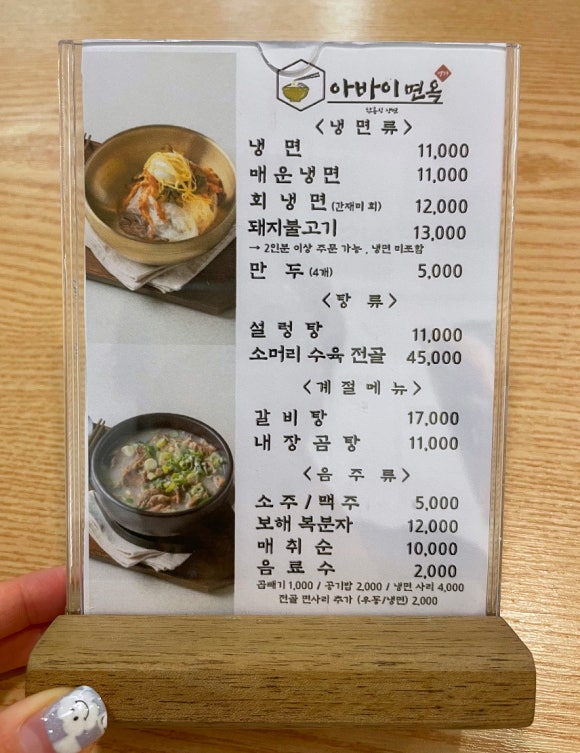 아바이면옥
<냉면류>
냉면 11,000
매운냉면 11,000
회냉면 (간재미 회) 12,000
돼지불고기 13,000
→ 2인분 이상 주문 가능, 냉면 미포함
만두 (4개) 5,000
<탕류>
설렁탕 11,000
소머리 수육 전골 45,000
<계절메뉴>
갈비탕 17,000
내장곰탕 11,000
<음주류>
소주/맥주 5,000
보해 복분자 12,000
매취순 10,000
음료수 2,000
곱빼기 1,000 / 공기밥 2,000 / 냉면 사리 4,000
전골 면사리 추가 (우동/냉면) 2,000